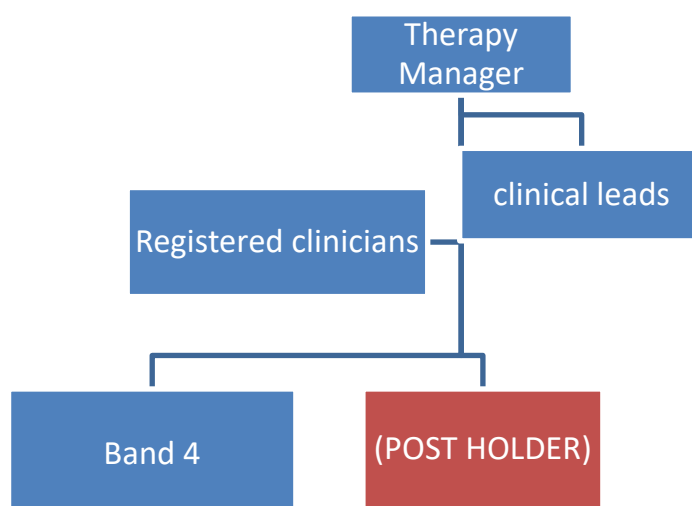 Therapy
Manager
clinical leads
Registered clinicians
Band 4
(POST HOLDER)